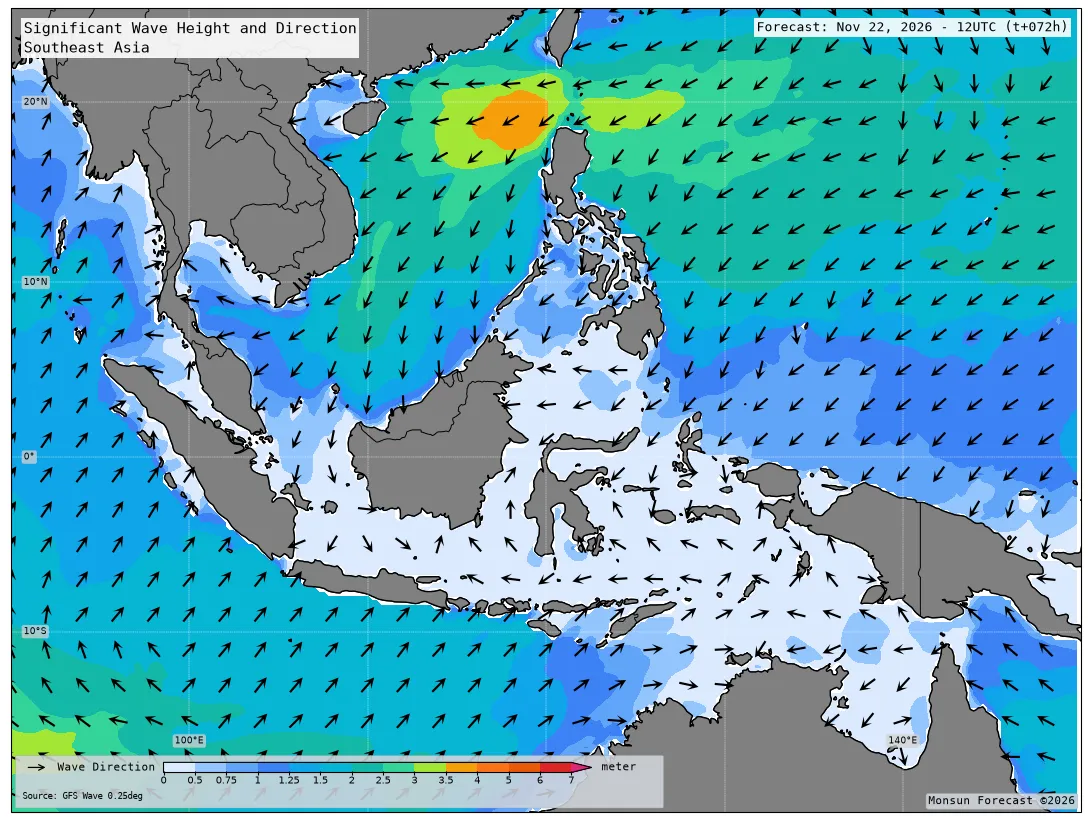 Significant Wave Height and Direction
Southeast Asia
Forecast: Nov 22, 2026 - 12UTC (t+072h)
20°N
10°N
0°
10°S
100°E
140°E
Wave Direction
0 0.5 0.75 1 1.25 1.5 2 2.5 3 3.5 4 5 6 7
meter
Source: GFS Wave 0.25deg
Monsun Forecast ©2026